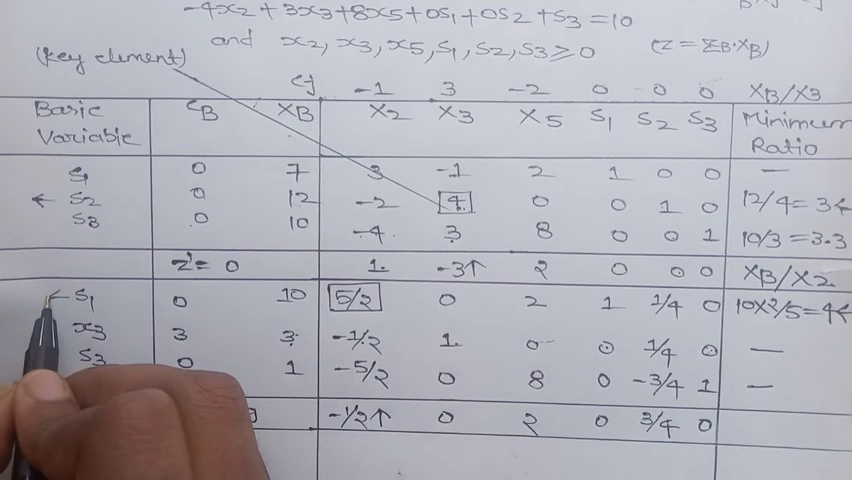 -4x2 + 3x3 + 8x5 + 0s1 + 0s2 + s3 = 10
and x2, x3, x5, s1, s2, s3 ≥ 0 (Z = ΣB·XB)
(Key element)
Cj -1 3 -2 0 0 0 XB/X3
Basic Variable CB XB X2 X3 X5 S1 S2 S3 Minimum Ratio
s1 0 7 3 -1 2 1 0 0 —
← s2 0 12 -2 4 0 0 1 0 12/4 = 3←
s3 0 10 -4 3 8 0 0 1 10/3 = 3.3
Z = 0 1 -3↑ 2 0 0 0 XB/X2
← s1 0 10 5/2 0 2 1 1/4 0 10x2/5=4←
x3 3 3 -1/2 1 0 0 1/4 0 —
s3 0 1 -5/2 0 8 0 -3/4 1 —
-1/2↑ 0 2 0 3/4 0